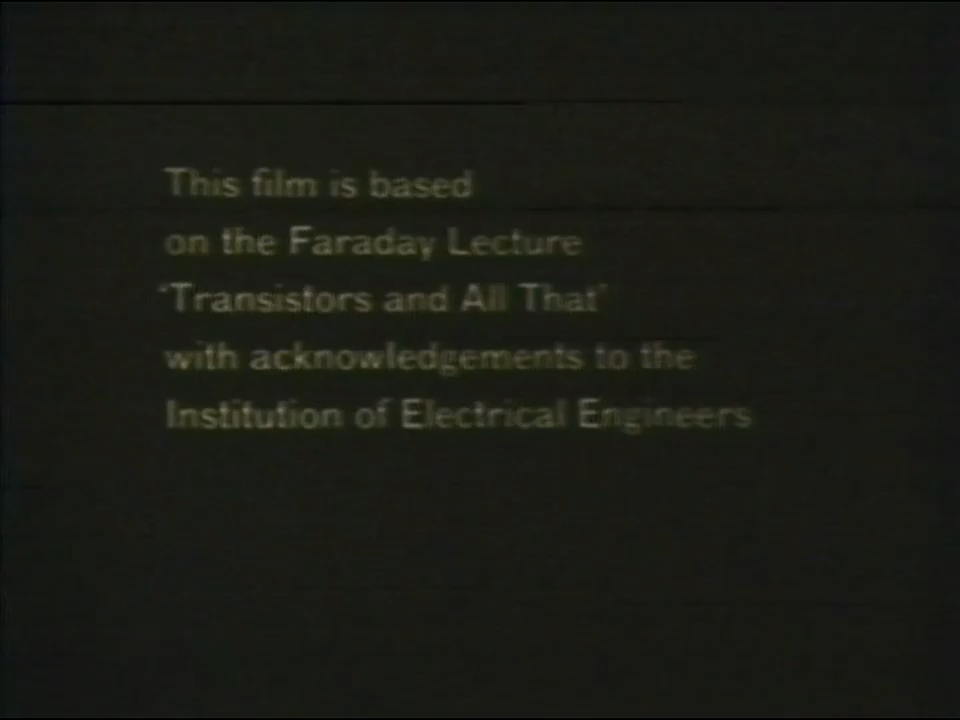 This film is based
on the Faraday Lecture
‘Transistors and All That’
with acknowledgements to the
Institution of Electrical Engineers